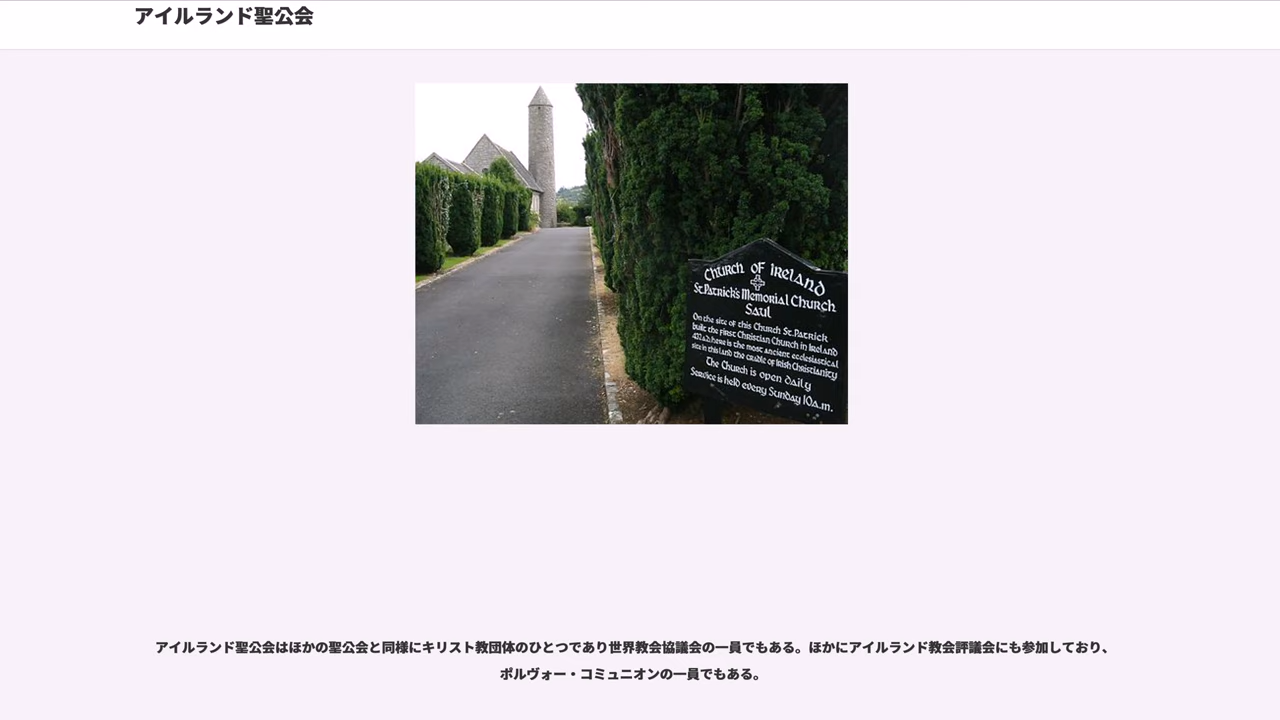 アイルランド聖公会
Church of Ireland
St.Patrick's Memorial Church
Saul
On the site of this Church St.Patrick
built the first Christian Church in Ireland
432 a.d. here is the most ancient ecclesiastical
site in this land the cradle of Irish Christianity
The Church is open daily
Service is held every Sunday 10a.m.
アイルランド聖公会はほかの聖公会と同様にキリスト教団体のひとつであり世界教会協議会の一員でもある。ほかにアイルランド教会評議会にも参加しており、
ポルヴォー・コミュニオンの一員でもある。